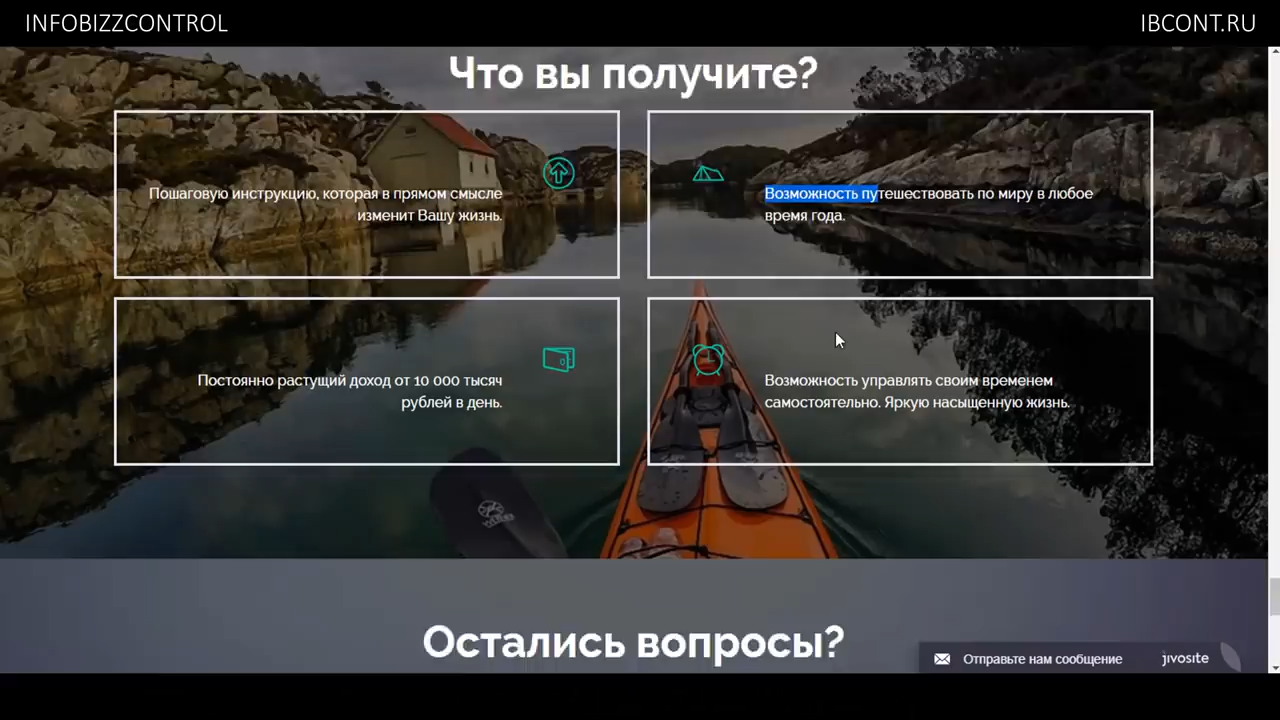 INFOBIZZCONTROL
IBCONT.RU
Что вы получите?
Пошаговую инструкцию, которая в прямом смысле
изменит Вашу жизнь.
Возможность путешествовать по миру в любое
время года.
Постоянно растущий доход от 10 000 тысяч
рублей в день.
Возможность управлять своим временем
самостоятельно. Яркую насыщенную жизнь.
Остались вопросы?
Отправьте нам сообщение
jivosite